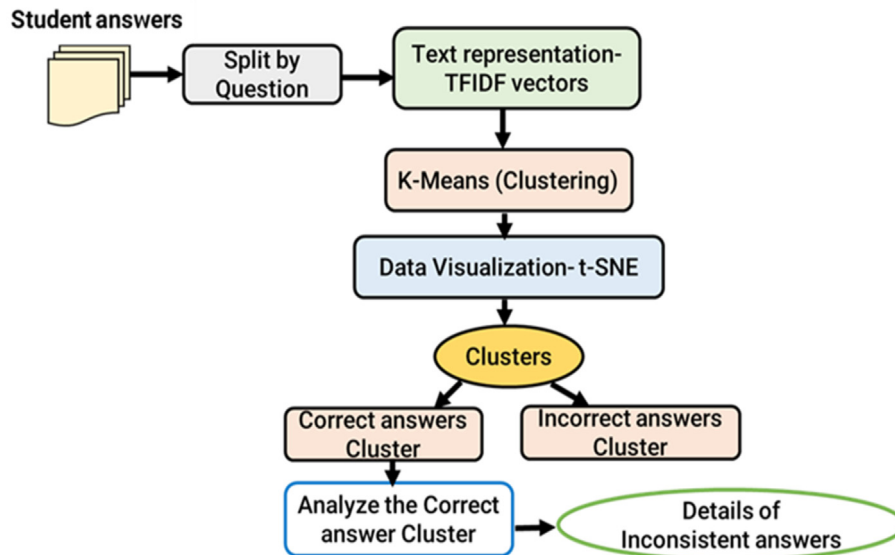 Student answers
Split by
Question
Text representation-
TFIDF vectors
K-Means (Clustering)
Data Visualization- t-SNE
Clusters
Correct answers
Cluster
Incorrect answers
Cluster
Analyze the Correct
answer Cluster
Details of
Inconsistent answers